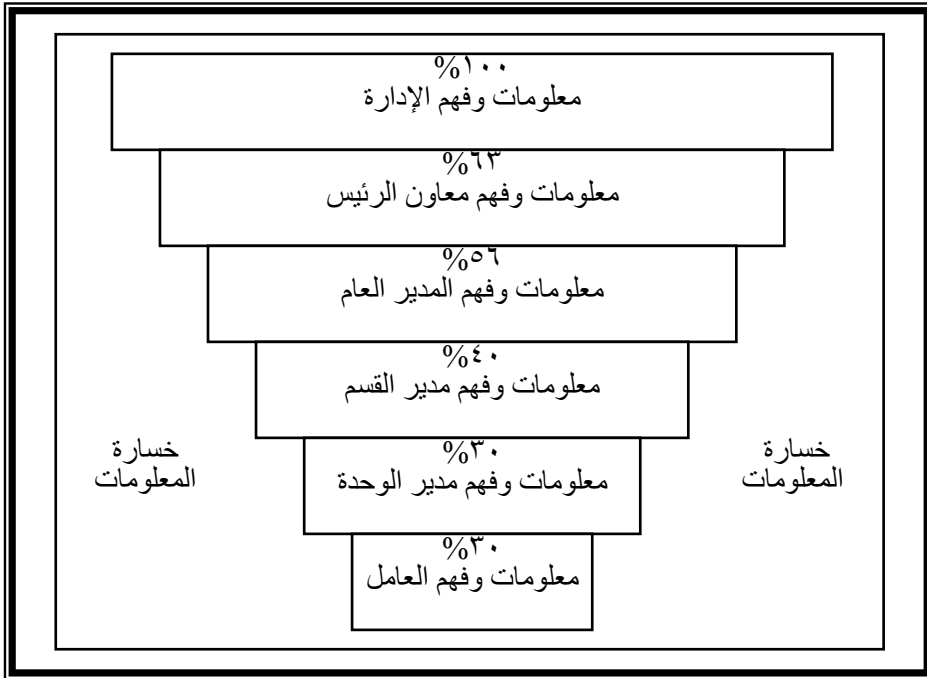 %١٠٠
معلومات وفهم الإدارة
%٦٣
معلومات وفهم معاون الرئيس
%٥٦
معلومات وفهم المدير العام
%٤٠
معلومات وفهم مدير القسم
خسارة
المعلومات
خسارة
المعلومات
%٣٠
معلومات وفهم مدير الوحدة
%٣٠
معلومات وفهم العامل